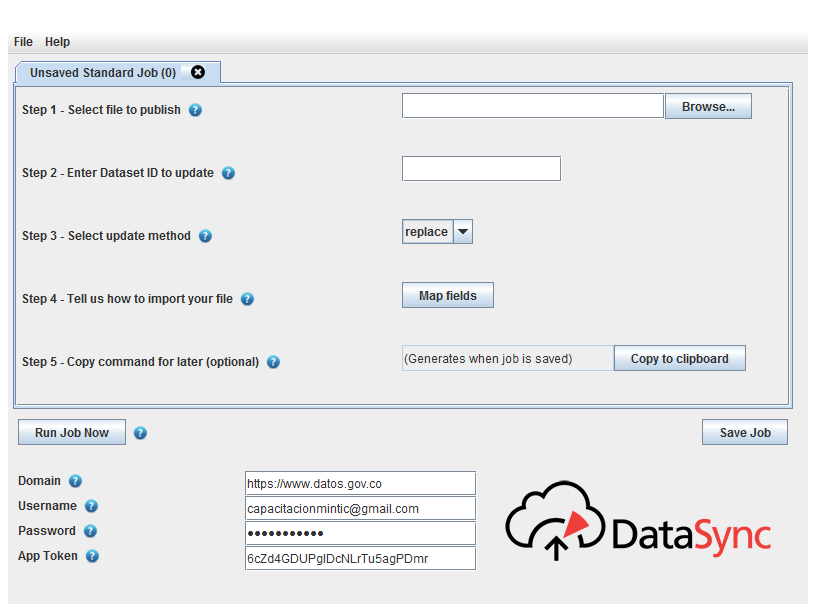 File Help
Unsaved Standard Job (0)
Step 1 - Select file to publish ? Browse...
Step 2 - Enter Dataset ID to update ?
Step 3 - Select update method ? replace
Step 4 - Tell us how to import your file ? Map fields
Step 5 - Copy command for later (optional) ? (Generates when job is saved) Copy to clipboard
Run Job Now ? Save Job
Domain ? https://www.datos.gov.co
Username ? capacitacionmintic@gmail.com
Password ? •••••••••••
App Token ? 6cZd4GDUPglDcNLrTu5agPDmr
DataSync